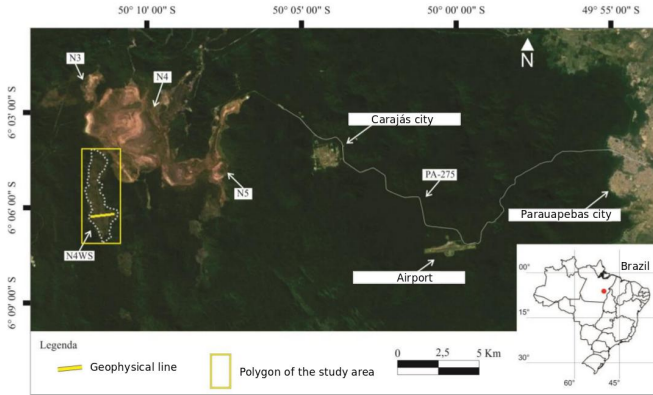 50° 10' 00" S
50° 05' 00" S
50° 00' 00" S
49° 55' 00" S
6° 03' 00" S
6° 06' 00" S
6° 09' 00" S
N3
N4
N
Carajás city
N5
PA-275
Parauapebas city
N4WS
Airport
Brazil
00°
15°
30°
60°
45°
Legenda
Geophysical line
Polygon of the study area
0 2,5 5 Km